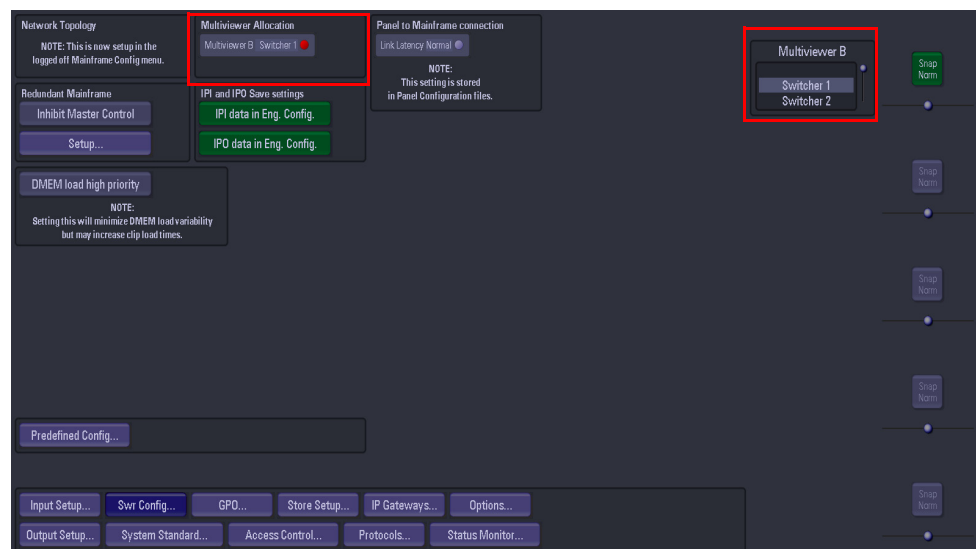 Network Topology
NOTE: This is now setup in the
logged off Mainframe Config menu.
Multiviewer Allocation
Multiviewer B Switcher 1
Panel to Mainframe connection
Link Latency Normal
NOTE:
This setting is stored
in Panel Configuration files.
Multiviewer B
Switcher 1
Switcher 2
Snap
Norm
Redundant Mainframe
Inhibit Master Control
Setup...
IPI and IPO Save settings
IPI data in Eng. Config.
IPO data in Eng. Config.
DMEM load high priority
NOTE:
Setting this will minimize DMEM load variability
but may increase clip load times.
Snap
Norm
Snap
Norm
Snap
Norm
Predefined Config...
Snap
Norm
Input Setup...
Swr Config...
GPO...
Store Setup...
IP Gateways...
Options...
Output Setup...
System Standard...
Access Control...
Protocols...
Status Monitor...